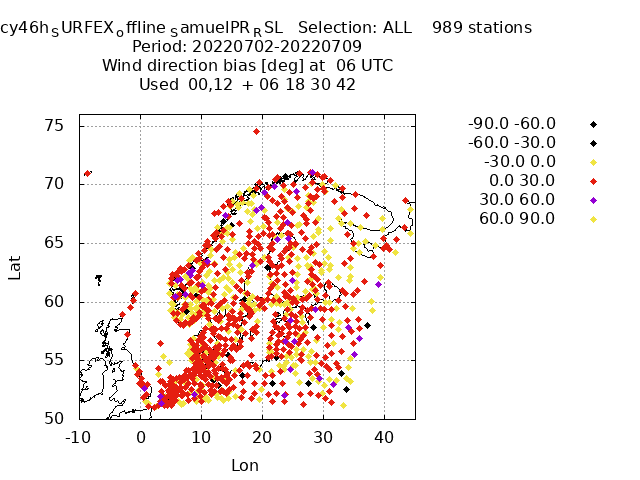 cy46hSURFEXoffline SamuelPRRSL Selection: ALL 989 stations
Period: 20220702-20220709
Wind direction bias [deg] at 06 UTC
Used 00,12 + 06 18 30 42
-90.0 -60.0
-60.0 -30.0
-30.0 0.0
0.0 30.0
30.0 60.0
60.0 90.0
75
70
65
60
55
50
Lat
-10 0 10 20 30 40
Lon